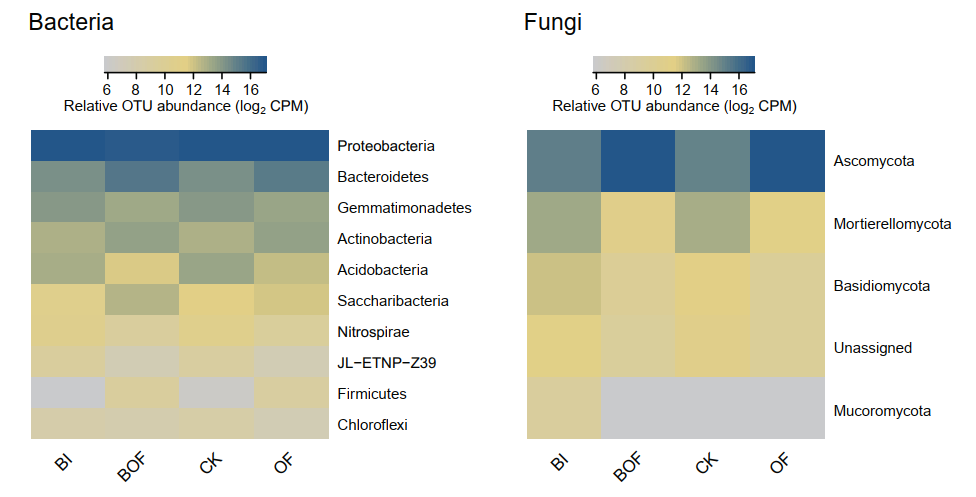 Bacteria
6 8 10 12 14 16
Relative OTU abundance (log₂ CPM)
Proteobacteria
Bacteroidetes
Gemmatimonadetes
Actinobacteria
Acidobacteria
Saccharibacteria
Nitrospirae
JL−ETNP−Z39
Firmicutes
Chloroflexi
BI BOF CK OF
Fungi
6 8 10 12 14 16
Relative OTU abundance (log₂ CPM)
Ascomycota
Mortierellomycota
Basidiomycota
Unassigned
Mucoromycota
BI BOF CK OF